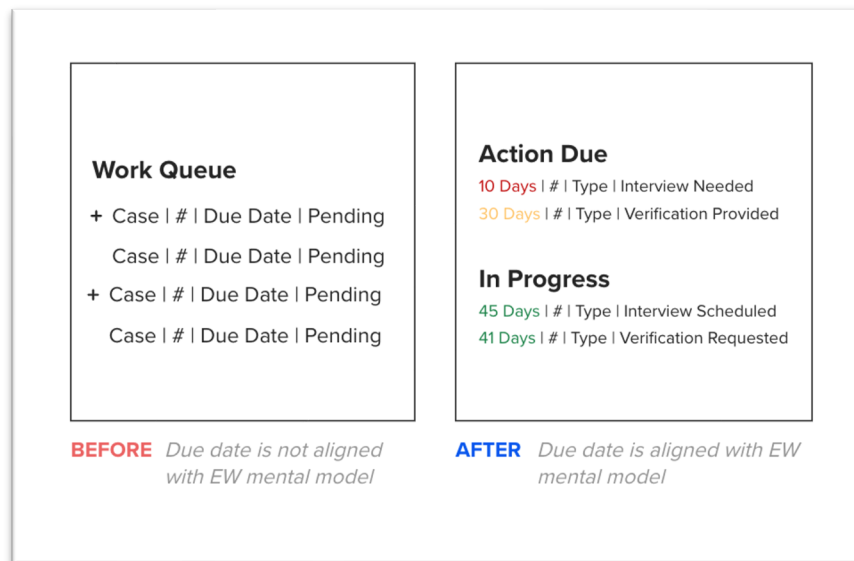 Work Queue
+ Case | # | Due Date | Pending
Case | # | Due Date | Pending
+ Case | # | Due Date | Pending
Case | # | Due Date | Pending
BEFORE Due date is not aligned
with EW mental model
Action Due
10 Days | # | Type | Interview Needed
30 Days | # | Type | Verification Provided
In Progress
45 Days | # | Type | Interview Scheduled
41 Days | # | Type | Verification Requested
AFTER Due date is aligned with EW
mental model